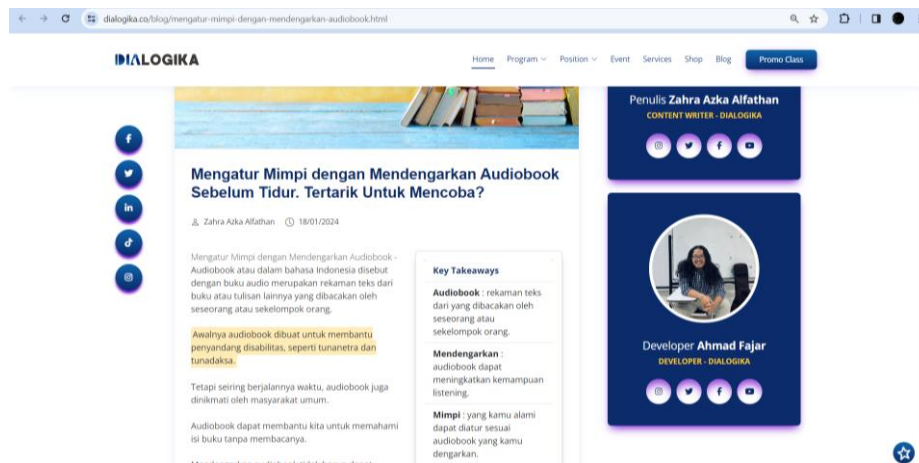 dialogika.co/blog/mengatur-mimpi-dengan-mendengarkan-audiobook.html
DIALOGIKA
Home Program Position Event Services Shop Blog Promo Class
Mengatur Mimpi dengan Mendengarkan Audiobook
Sebelum Tidur. Tertarik Untuk Mencoba?
Zahra Azka Alfathan 18/01/2024
Mengatur Mimpi dengan Mendengarkan Audiobook -
Audiobook atau dalam bahasa Indonesia disebut
dengan buku audio merupakan rekaman teks dari
buku atau tulisan lainnya yang dibacakan oleh
seseorang atau sekelompok orang.
Awalnya audiobook dibuat untuk membantu
penyandang disabilitas, seperti tunanetra dan
tunadaksa.
Tetapi seiring berjalannya waktu, audiobook juga
dinikmati oleh masyarakat umum.
Audiobook dapat membantu kita untuk memahami
isi buku tanpa membacanya.
Key Takeaways
Audiobook : rekaman teks
dari yang dibacakan oleh
seseorang atau
sekelompok orang.
Mendengarkan :
audiobook dapat
meningkatkan kemampuan
listening.
Mimpi : yang kamu alami
dapat diatur sesuai
audiobook yang kamu
dengarkan.
Penulis Zahra Azka Alfathan
CONTENT WRITER - DIALOGIKA
Developer Ahmad Fajar
DEVELOPER - DIALOGIKA